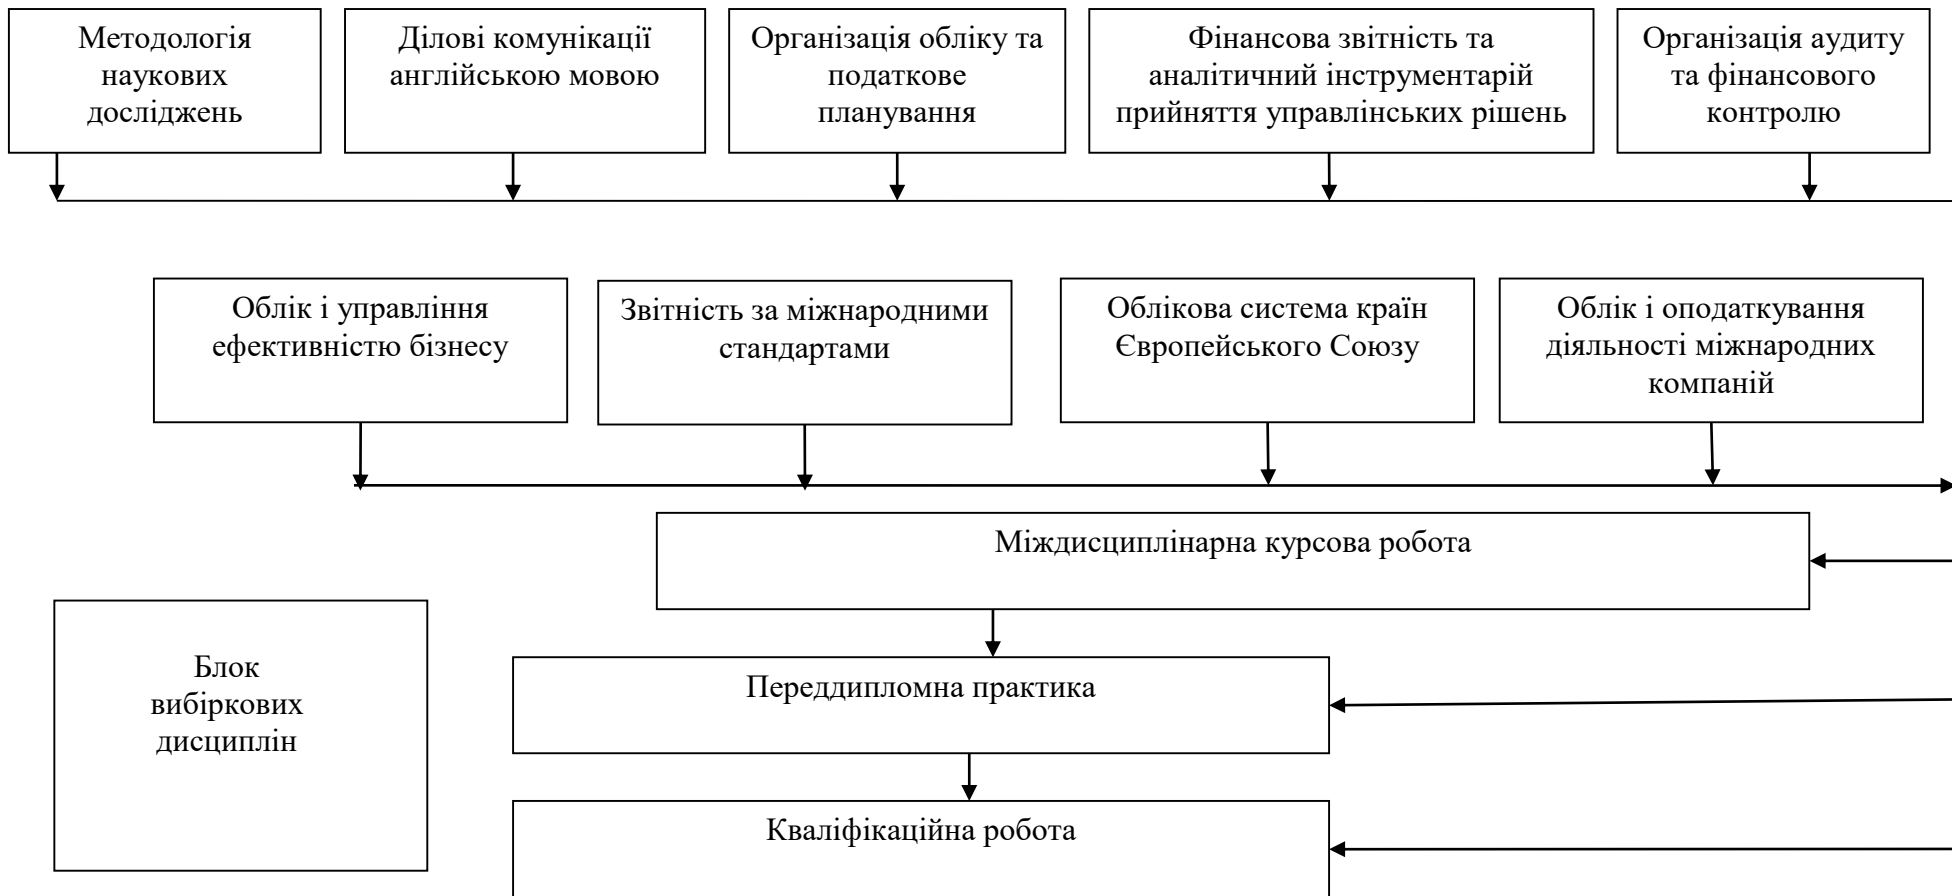 Методологія
наукових
досліджень
Ділові комунікації
англійською мовою
Організація обліку та
податкове
планування
Фінансова звітність та
аналітичний інструментарій
прийняття управлінських рішень
Організація аудиту
та фінансового
контролю
Облік і управління
ефективністю бізнесу
Звітність за міжнародними
стандартами
Облікова система країн
Європейського Союзу
Облік і оподаткування
діяльності міжнародних
компаній
Міждисциплінарна курсова робота
Блок
вибіркових
дисциплін
Переддипломна практика
Кваліфікаційна робота